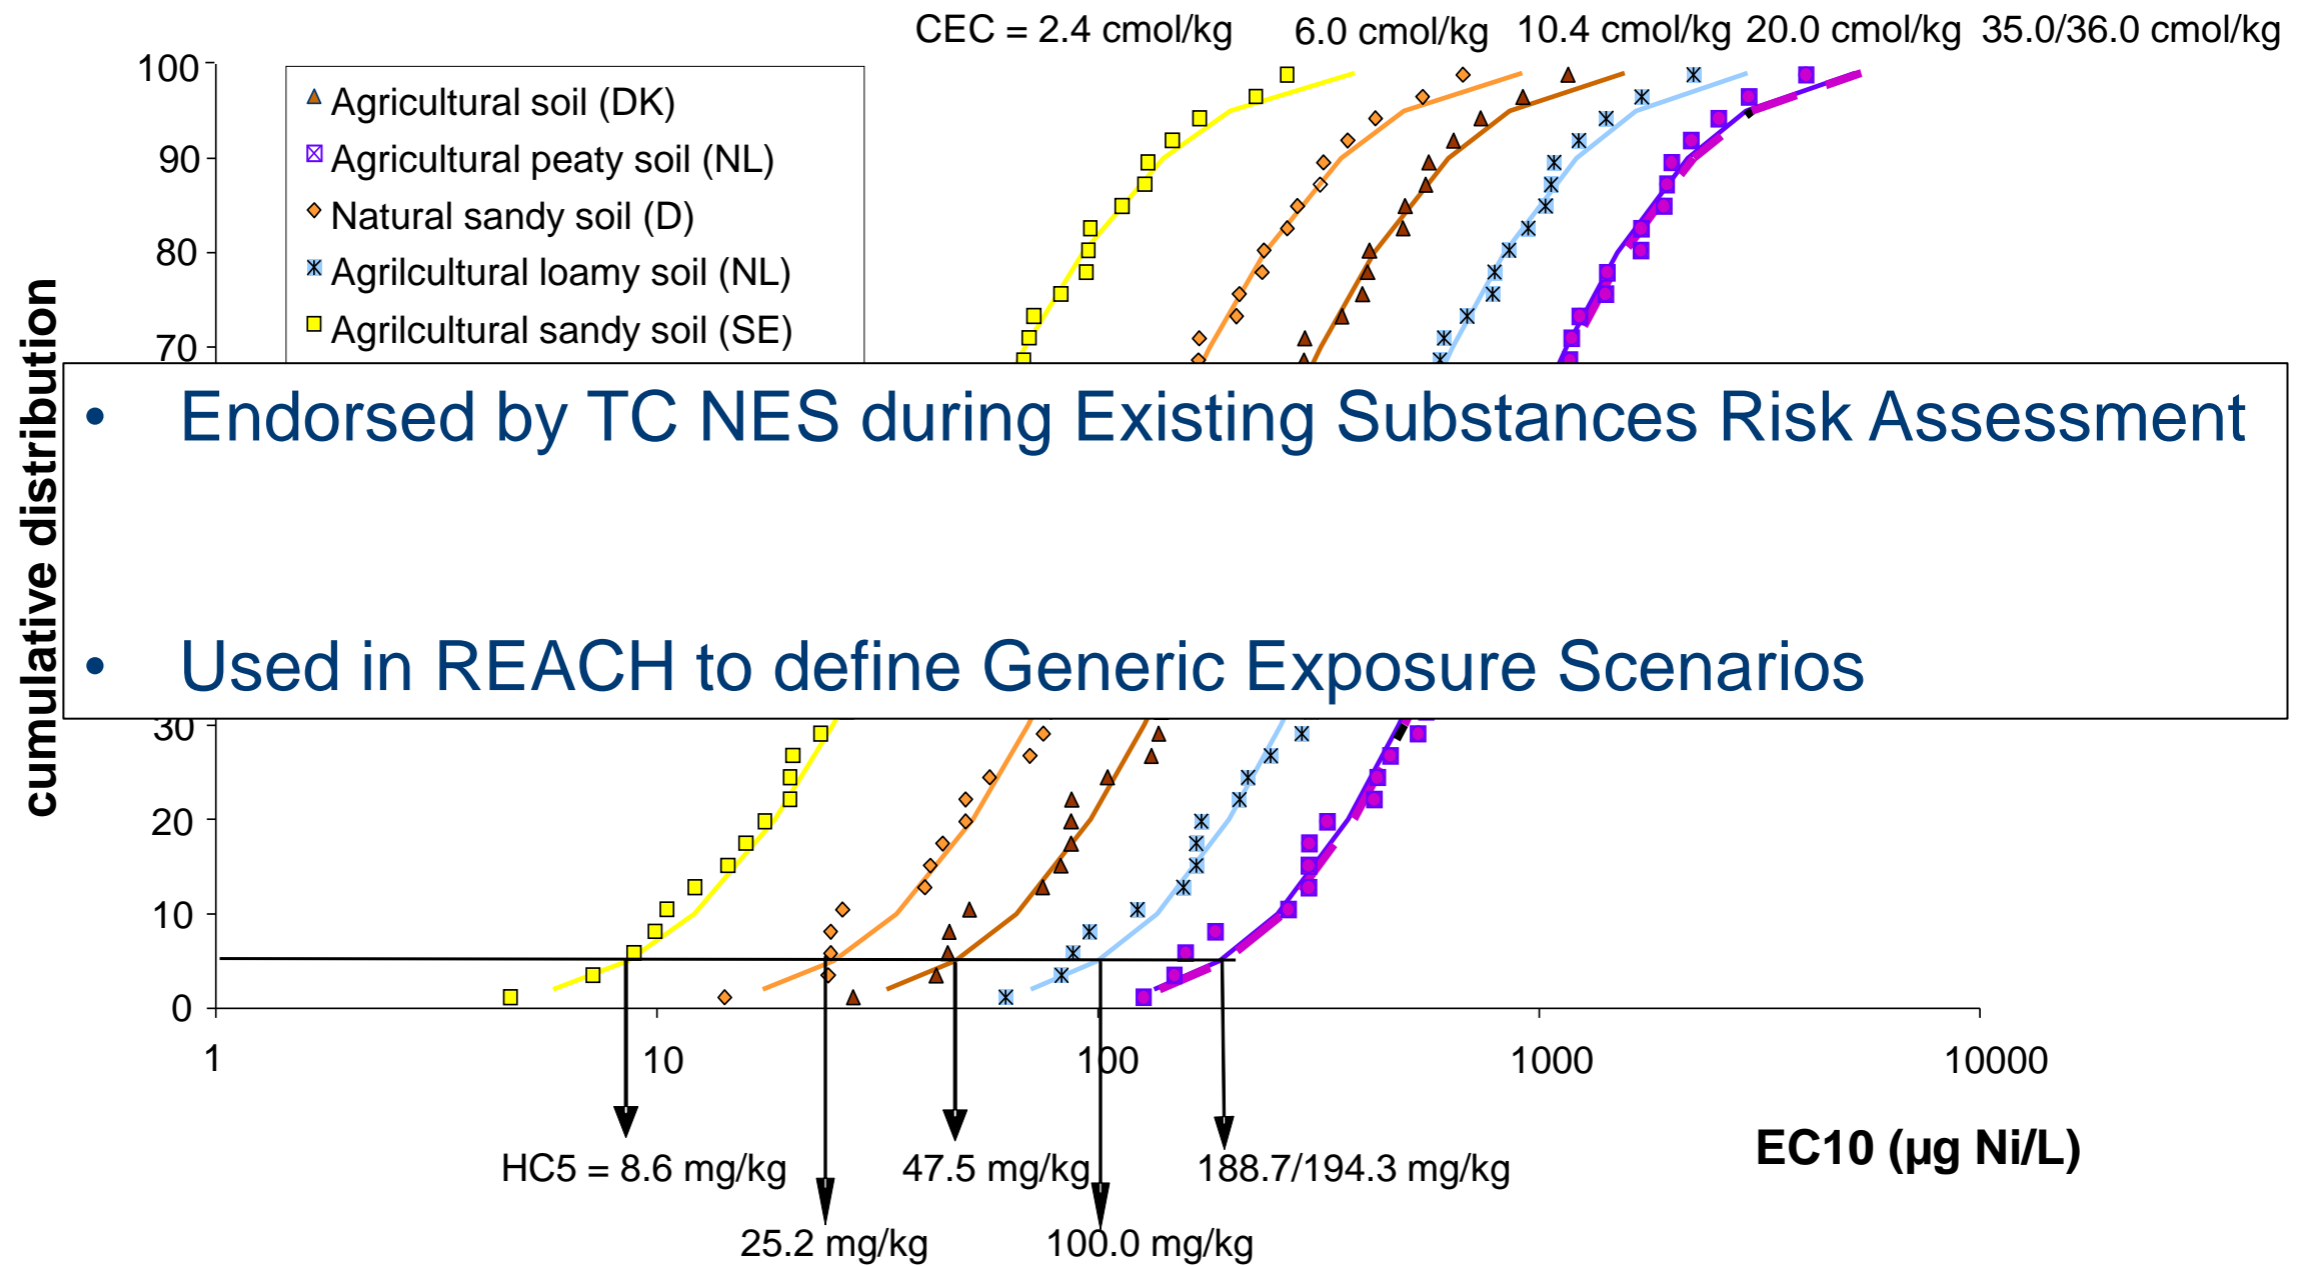 CEC = 2.4 cmol/kg 6.0 cmol/kg 10.4 cmol/kg 20.0 cmol/kg 35.0/36.0 cmol/kg
100
90
80
70
30
20
10
0
cumulative distribution
Agricultural soil (DK)
Agricultural peaty soil (NL)
Natural sandy soil (D)
Agrilcultural loamy soil (NL)
Agrilcultural sandy soil (SE)
• Endorsed by TC NES during Existing Substances Risk Assessment
• Used in REACH to define Generic Exposure Scenarios
1 10 100 1000 10000
EC10 (µg Ni/L)
HC5 = 8.6 mg/kg 47.5 mg/kg 188.7/194.3 mg/kg
25.2 mg/kg 100.0 mg/kg